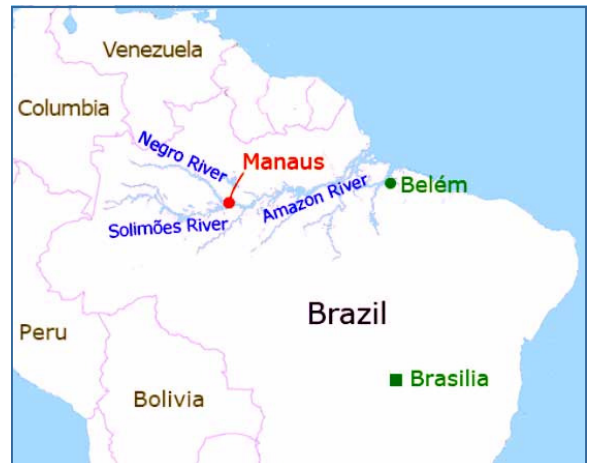 Venezuela
Columbia
Negro River
Manaus
Belém
Amazon River
Solimões River
Brazil
Peru
Brasilia
Bolivia